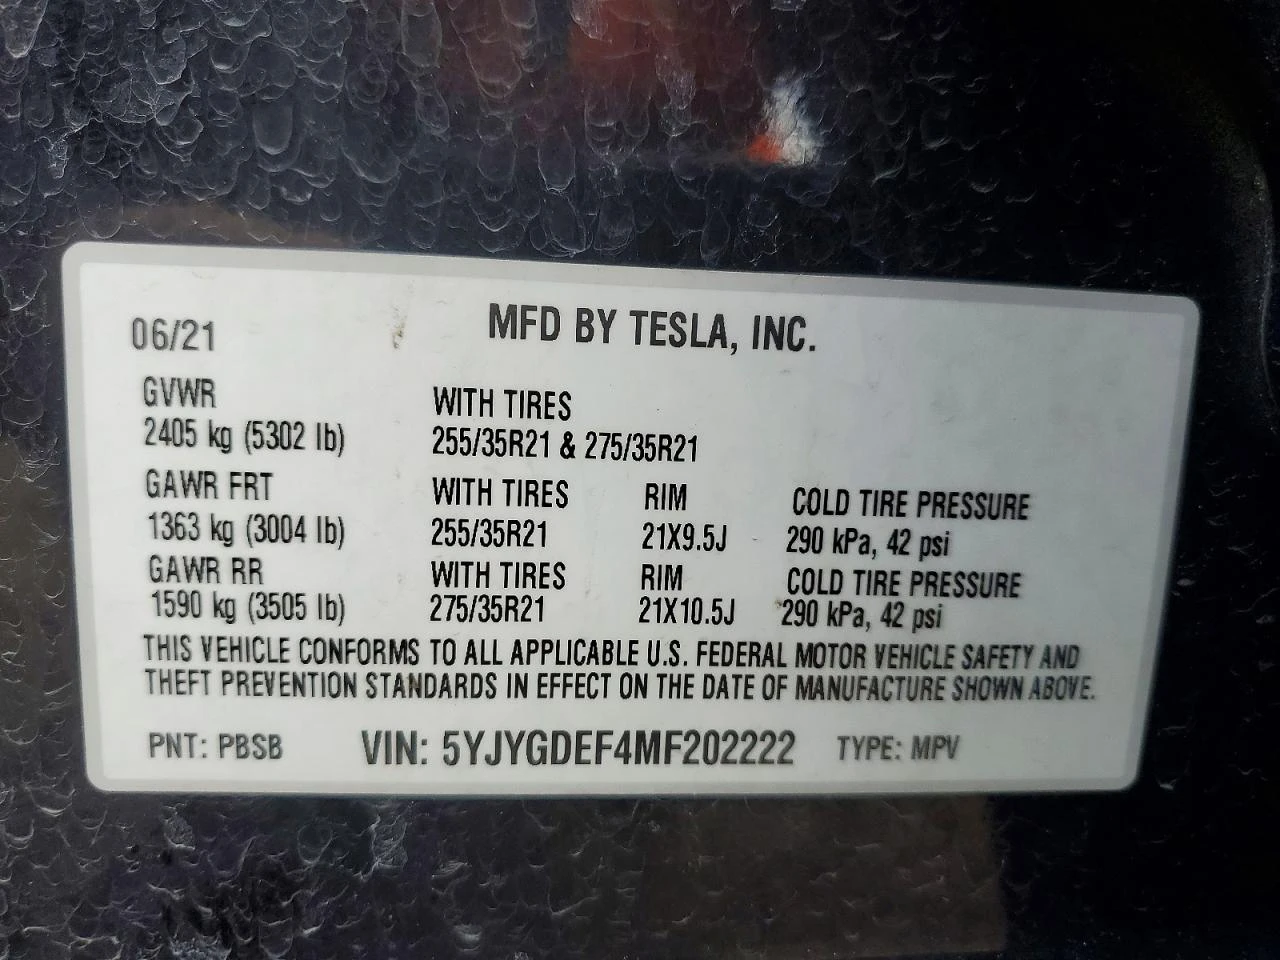 06/21 MFD BY TESLA, INC.
GVWR WITH TIRES
2405 kg (5302 lb) 255/35R21 & 275/35R21
GAWR FRT WITH TIRES RIM COLD TIRE PRESSURE
1363 kg (3004 lb) 255/35R21 21X9.5J 290 kPa, 42 psi
GAWR RR WITH TIRES RIM COLD TIRE PRESSURE
1590 kg (3505 lb) 275/35R21 21X10.5J 290 kPa, 42 psi
THIS VEHICLE CONFORMS TO ALL APPLICABLE U.S. FEDERAL MOTOR VEHICLE SAFETY AND
THEFT PREVENTION STANDARDS IN EFFECT ON THE DATE OF MANUFACTURE SHOWN ABOVE.
PNT: PBSB VIN: 5YJYGDEF4MF202222 TYPE: MPV